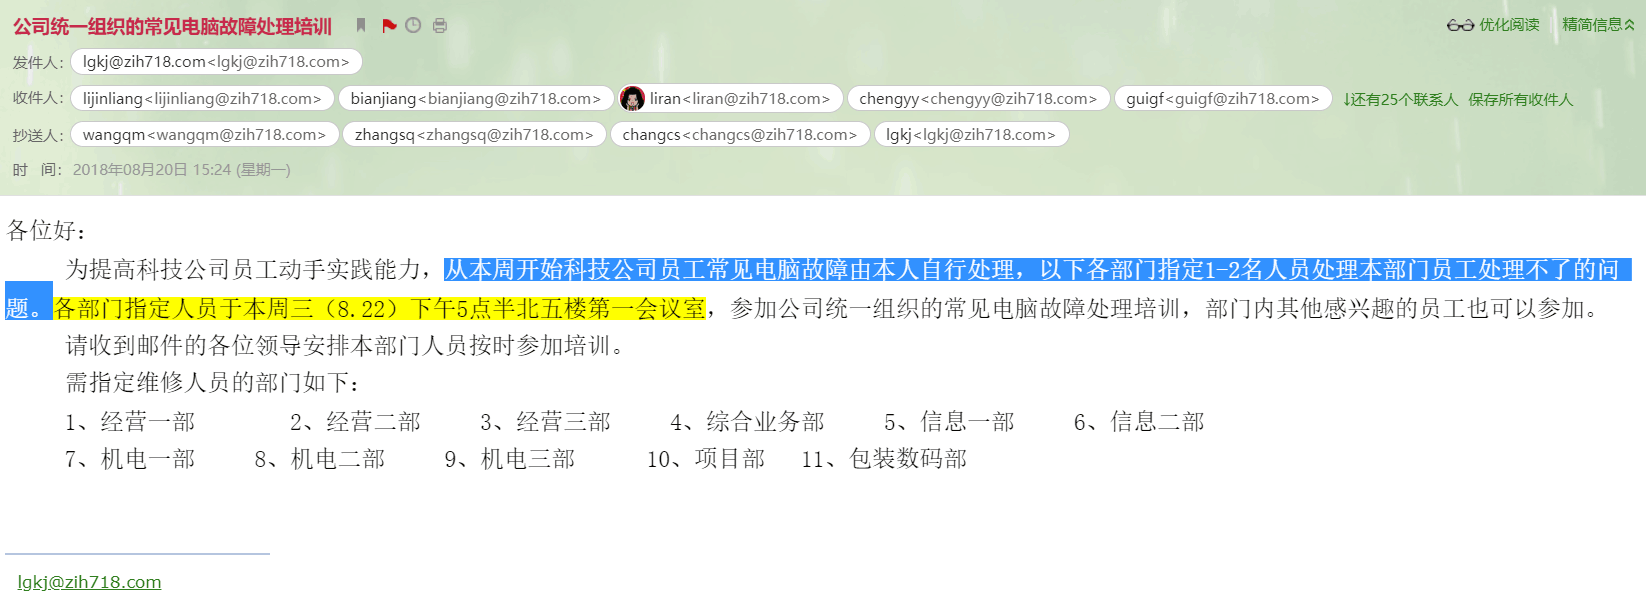 公司统一组织的常见电脑故障处理培训
优化阅读 精简信息
发件人： lgkj@zih718.com<lgkj@zih718.com>
收件人： lijinliang<lijinliang@zih718.com> bianjiang<bianjiang@zih718.com> liran<liran@zih718.com> chengyy<chengyy@zih718.com> guigf<guigf@zih718.com> ↓还有25个联系人 保存所有收件人
抄送人： wangqm<wangqm@zih718.com> zhangsq<zhangsq@zih718.com> changcs<changcs@zih718.com> lgkj<lgkj@zih718.com>
时 间： 2018年08月20日 15:24 (星期一)
各位好：
为提高科技公司员工动手实践能力，从本周开始科技公司员工常见电脑故障由本人自行处理，以下各部门指定1-2名人员处理本部门员工处理不了的问
题。各部门指定人员于本周三（8.22）下午5点半北五楼第一会议室，参加公司统一组织的常见电脑故障处理培训，部门内其他感兴趣的员工也可以参加。
请收到邮件的各位领导安排本部门人员按时参加培训。
需指定维修人员的部门如下：
1、经营一部 2、经营二部 3、经营三部 4、综合业务部 5、信息一部 6、信息二部
7、机电一部 8、机电二部 9、机电三部 10、项目部 11、包装数码部
lgkj@zih718.com